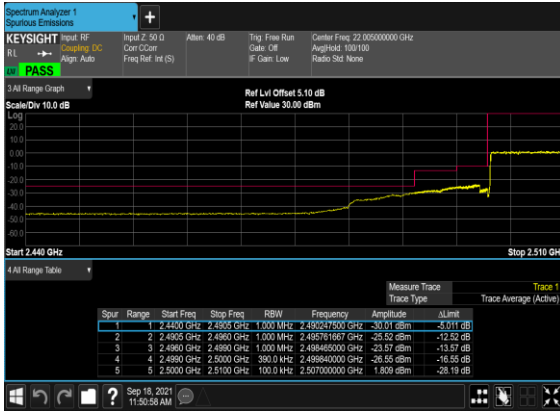 Spectrum Analyzer 1
Spurious Emissions
+
KEYSIGHT Input: RF Input Z: 50 Ω Atten: 40 dB Trig: Free Run Center Freq: 22.005000000 GHz
RL Coupling: DC Corr CCorr Gate: Off Avg|Hold: 100/100
Align: Auto Freq Ref: Int (S) IF Gain: Low Radio Std: None
PASS
3 All Range Graph Ref Lvl Offset 5.10 dB
Scale/Div 10.0 dB Ref Value 30.00 dBm
Log
20.0
10.0
0.00
-10.0
-20.0
-30.0
-40.0
-50.0
-60.0
Start 2.440 GHz Stop 2.510 GH
4 All Range Table
Measure Trace Trace 1
Trace Type Trace Average (Active)
Spur Range Start Freq Stop Freq RBW Frequency Amplitude ΔLimit
1 1 2.4400 GHz 2.4905 GHz 1.000 MHz 2.490247500 GHz -30.01 dBm -5.011 dB
2 2 2.4905 GHz 2.4960 GHz 1.000 MHz 2.495761667 GHz -25.52 dBm -12.52 dB
3 3 2.4960 GHz 2.4990 GHz 1.000 MHz 2.498465000 GHz -23.57 dBm -13.57 dB
4 4 2.4990 GHz 2.5000 GHz 390.0 kHz 2.499840000 GHz -26.55 dBm -16.55 dB
5 5 2.5000 GHz 2.5100 GHz 100.0 kHz 2.507000000 GHz 1.809 dBm -28.19 dB
? Sep 18, 2021
11:50:58 AM